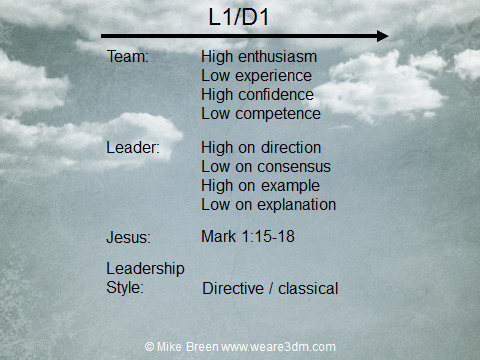 L1/D1
Team: High enthusiasm
Low experience
High confidence
Low competence
Leader: High on direction
Low on consensus
High on example
Low on explanation
Jesus: Mark 1:15-18
Leadership
Style: Directive / classical
© Mike Breen www.weare3dm.com